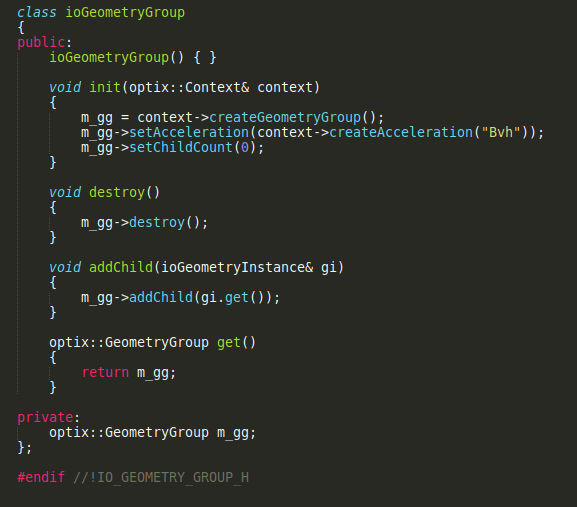 class ioGeometryGroup
{
public:
    ioGeometryGroup() { }
    void init(optix::Context& context)
    {
        m_gg = context->createGeometryGroup();
        m_gg->setAcceleration(context->createAcceleration("Bvh"));
        m_gg->setChildCount(0);
    }
    void destroy()
    {
        m_gg->destroy();
    }
    void addChild(ioGeometryInstance& gi)
    {
        m_gg->addChild(gi.get());
    }
    optix::GeometryGroup get()
    {
        return m_gg;
    }
private:
    optix::GeometryGroup m_gg;
};
#endif //!IO_GEOMETRY_GROUP_H